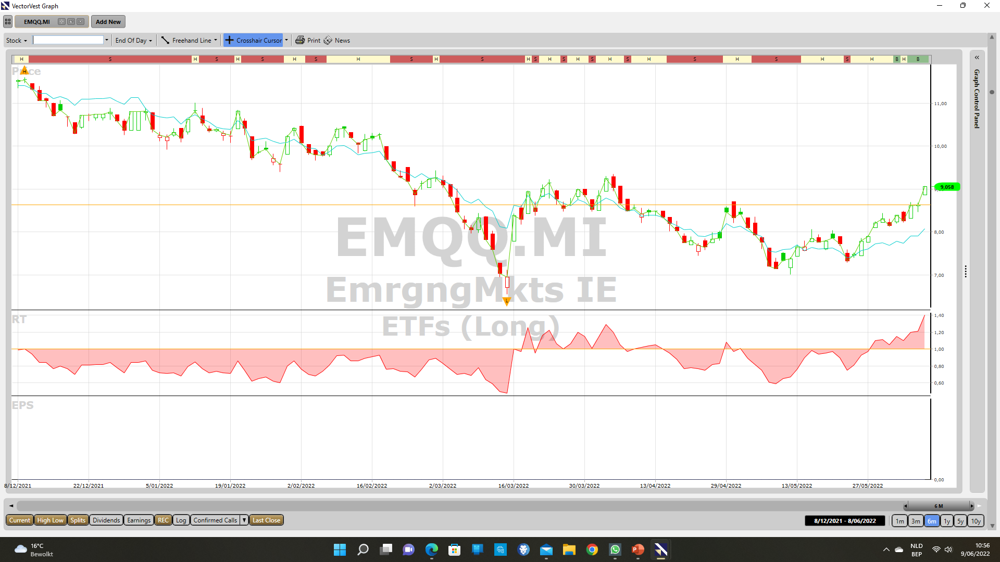 VectorVest Graph
EMQQ.MI
Add New
Stock
End Of Day
Freehand Line
Crosshair Cursor
Print
News
H S H S H S H S H S H S H S H S H S H S H S H S H S H B H B
Price
H
11,00
10,00
9,058
8,00
7,00
L
EMQQ.MI
EmrgngMkts IE
ETFs (Long)
RT
1,40
1,20
1,00
0,80
0,60
EPS
0,00
8/12/2021 22/12/2021 5/01/2022 19/01/2022 2/02/2022 16/02/2022 2/03/2022 16/03/2022 30/03/2022 13/04/2022 29/04/2022 13/05/2022 27/05/2022
Graph Control Panel
6 M
Current High Low Splits Dividends Earnings REC Log Confirmed Calls Last Close
8/12/2021 - 8/06/2022
1m 3m 6m 1y 5y 10y
16°C
Bewolkt
NLD
BEP
10:56
9/06/2022